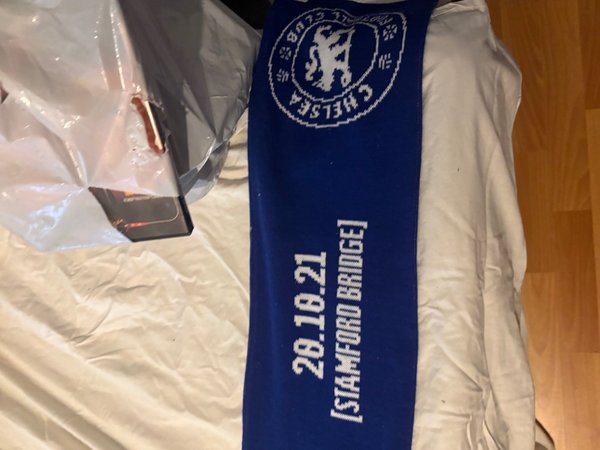 CHELSEA
FOOTBALL CLUB
20.10.21
[STAMFORD BRIDGE]